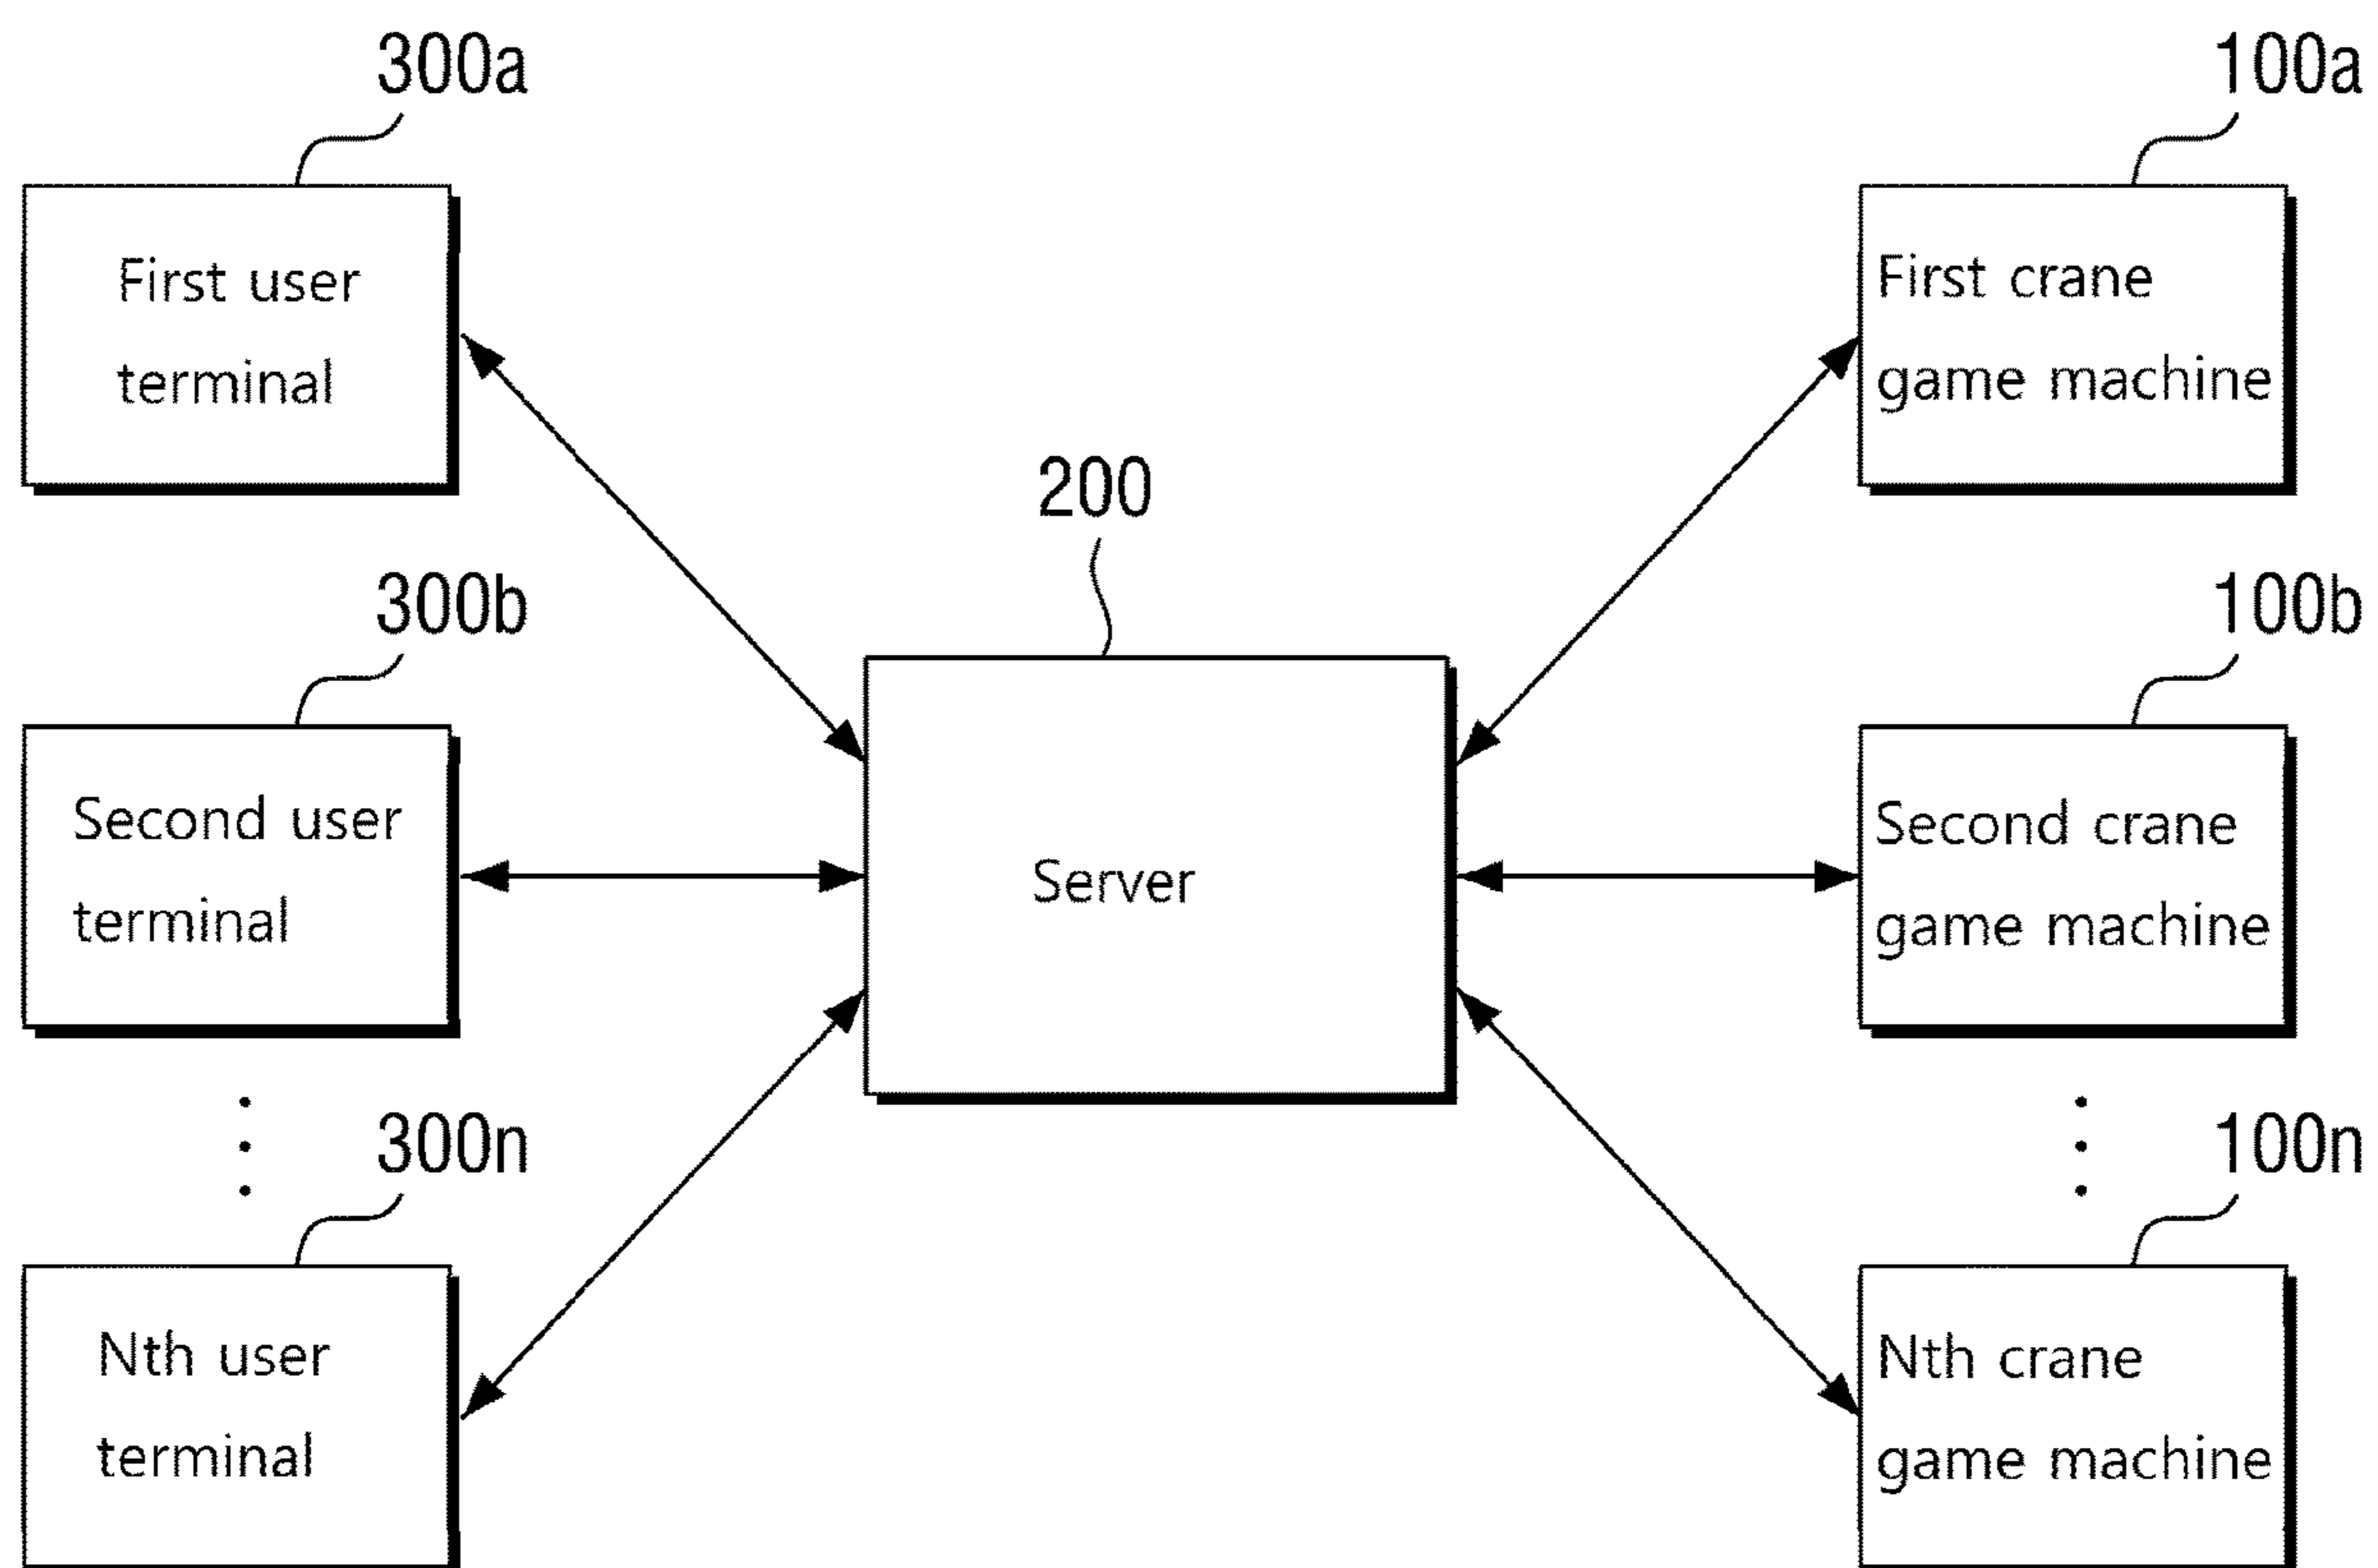 300a
First user
terminal
300b
Second user
terminal
300n
Nth user
terminal
200
Server
100a
First crane
game machine
100b
Second crane
game machine
100n
Nth crane
game machine